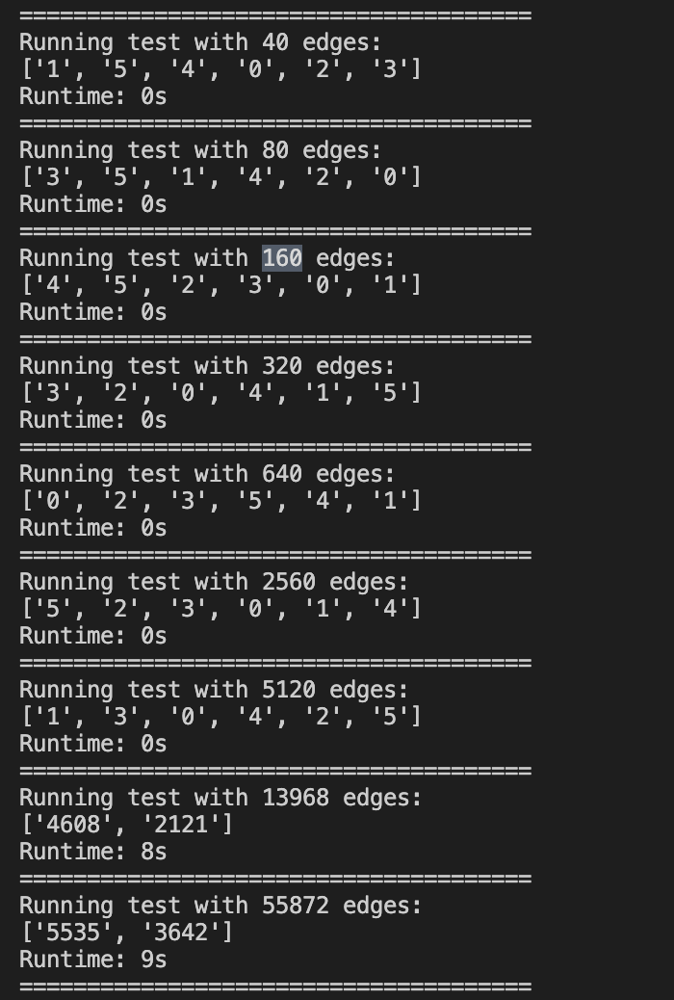 ======================================
Running test with 40 edges:
['1', '5', '4', '0', '2', '3']
Runtime: 0s
======================================
Running test with 80 edges:
['3', '5', '1', '4', '2', '0']
Runtime: 0s
======================================
Running test with 160 edges:
['4', '5', '2', '3', '0', '1']
Runtime: 0s
======================================
Running test with 320 edges:
['3', '2', '0', '4', '1', '5']
Runtime: 0s
======================================
Running test with 640 edges:
['0', '2', '3', '5', '4', '1']
Runtime: 0s
======================================
Running test with 2560 edges:
['5', '2', '3', '0', '1', '4']
Runtime: 0s
======================================
Running test with 5120 edges:
['1', '3', '0', '4', '2', '5']
Runtime: 0s
======================================
Running test with 13968 edges:
['4608', '2121']
Runtime: 8s
======================================
Running test with 55872 edges:
['5535', '3642']
Runtime: 9s
======================================